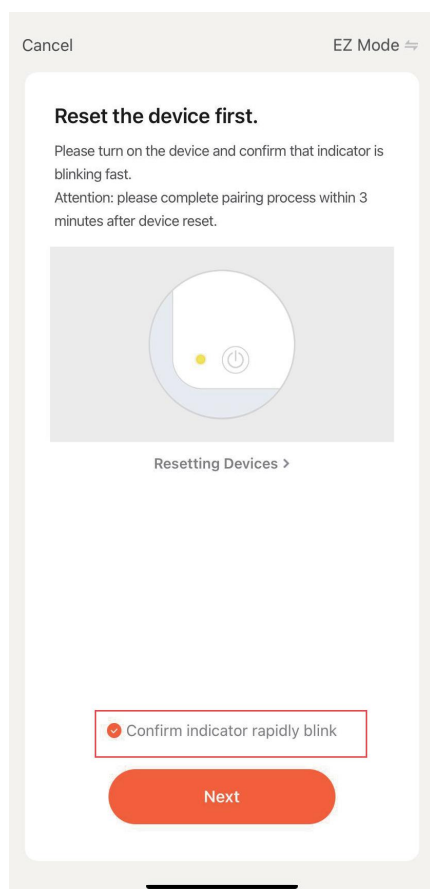 Cancel
EZ Mode
Reset the device first.
Please turn on the device and confirm that indicator is
blinking fast.
Attention: please complete pairing process within 3
minutes after device reset.
Resetting Devices >
Confirm indicator rapidly blink
Next